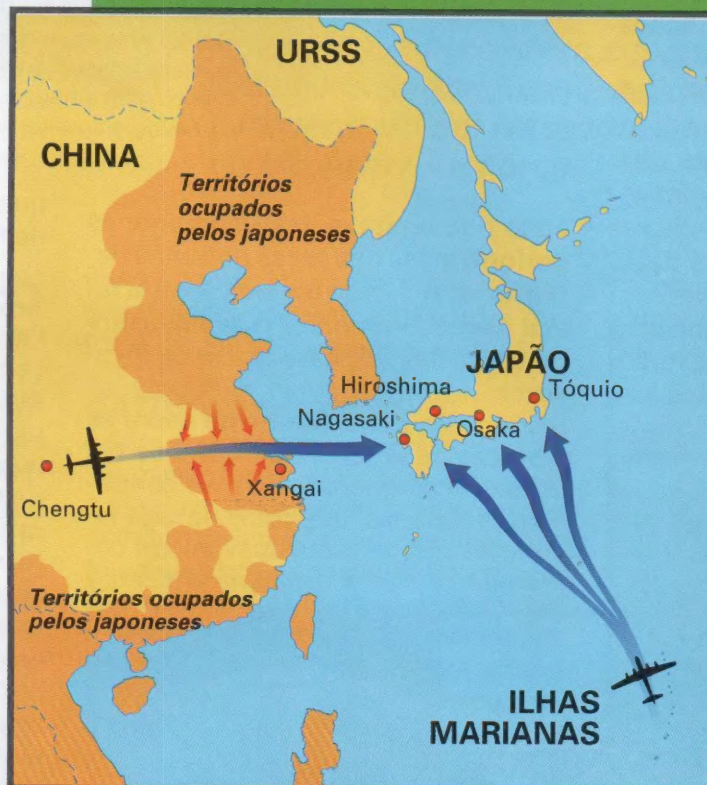 URSS
CHINA
Territórios
ocupados
pelos japoneses
JAPÃO
Hiroshima
Tóquio
Nagasaki
Osaka
Xangai
Chengtu
Territórios ocupados
pelos japoneses
ILHAS
MARIANAS